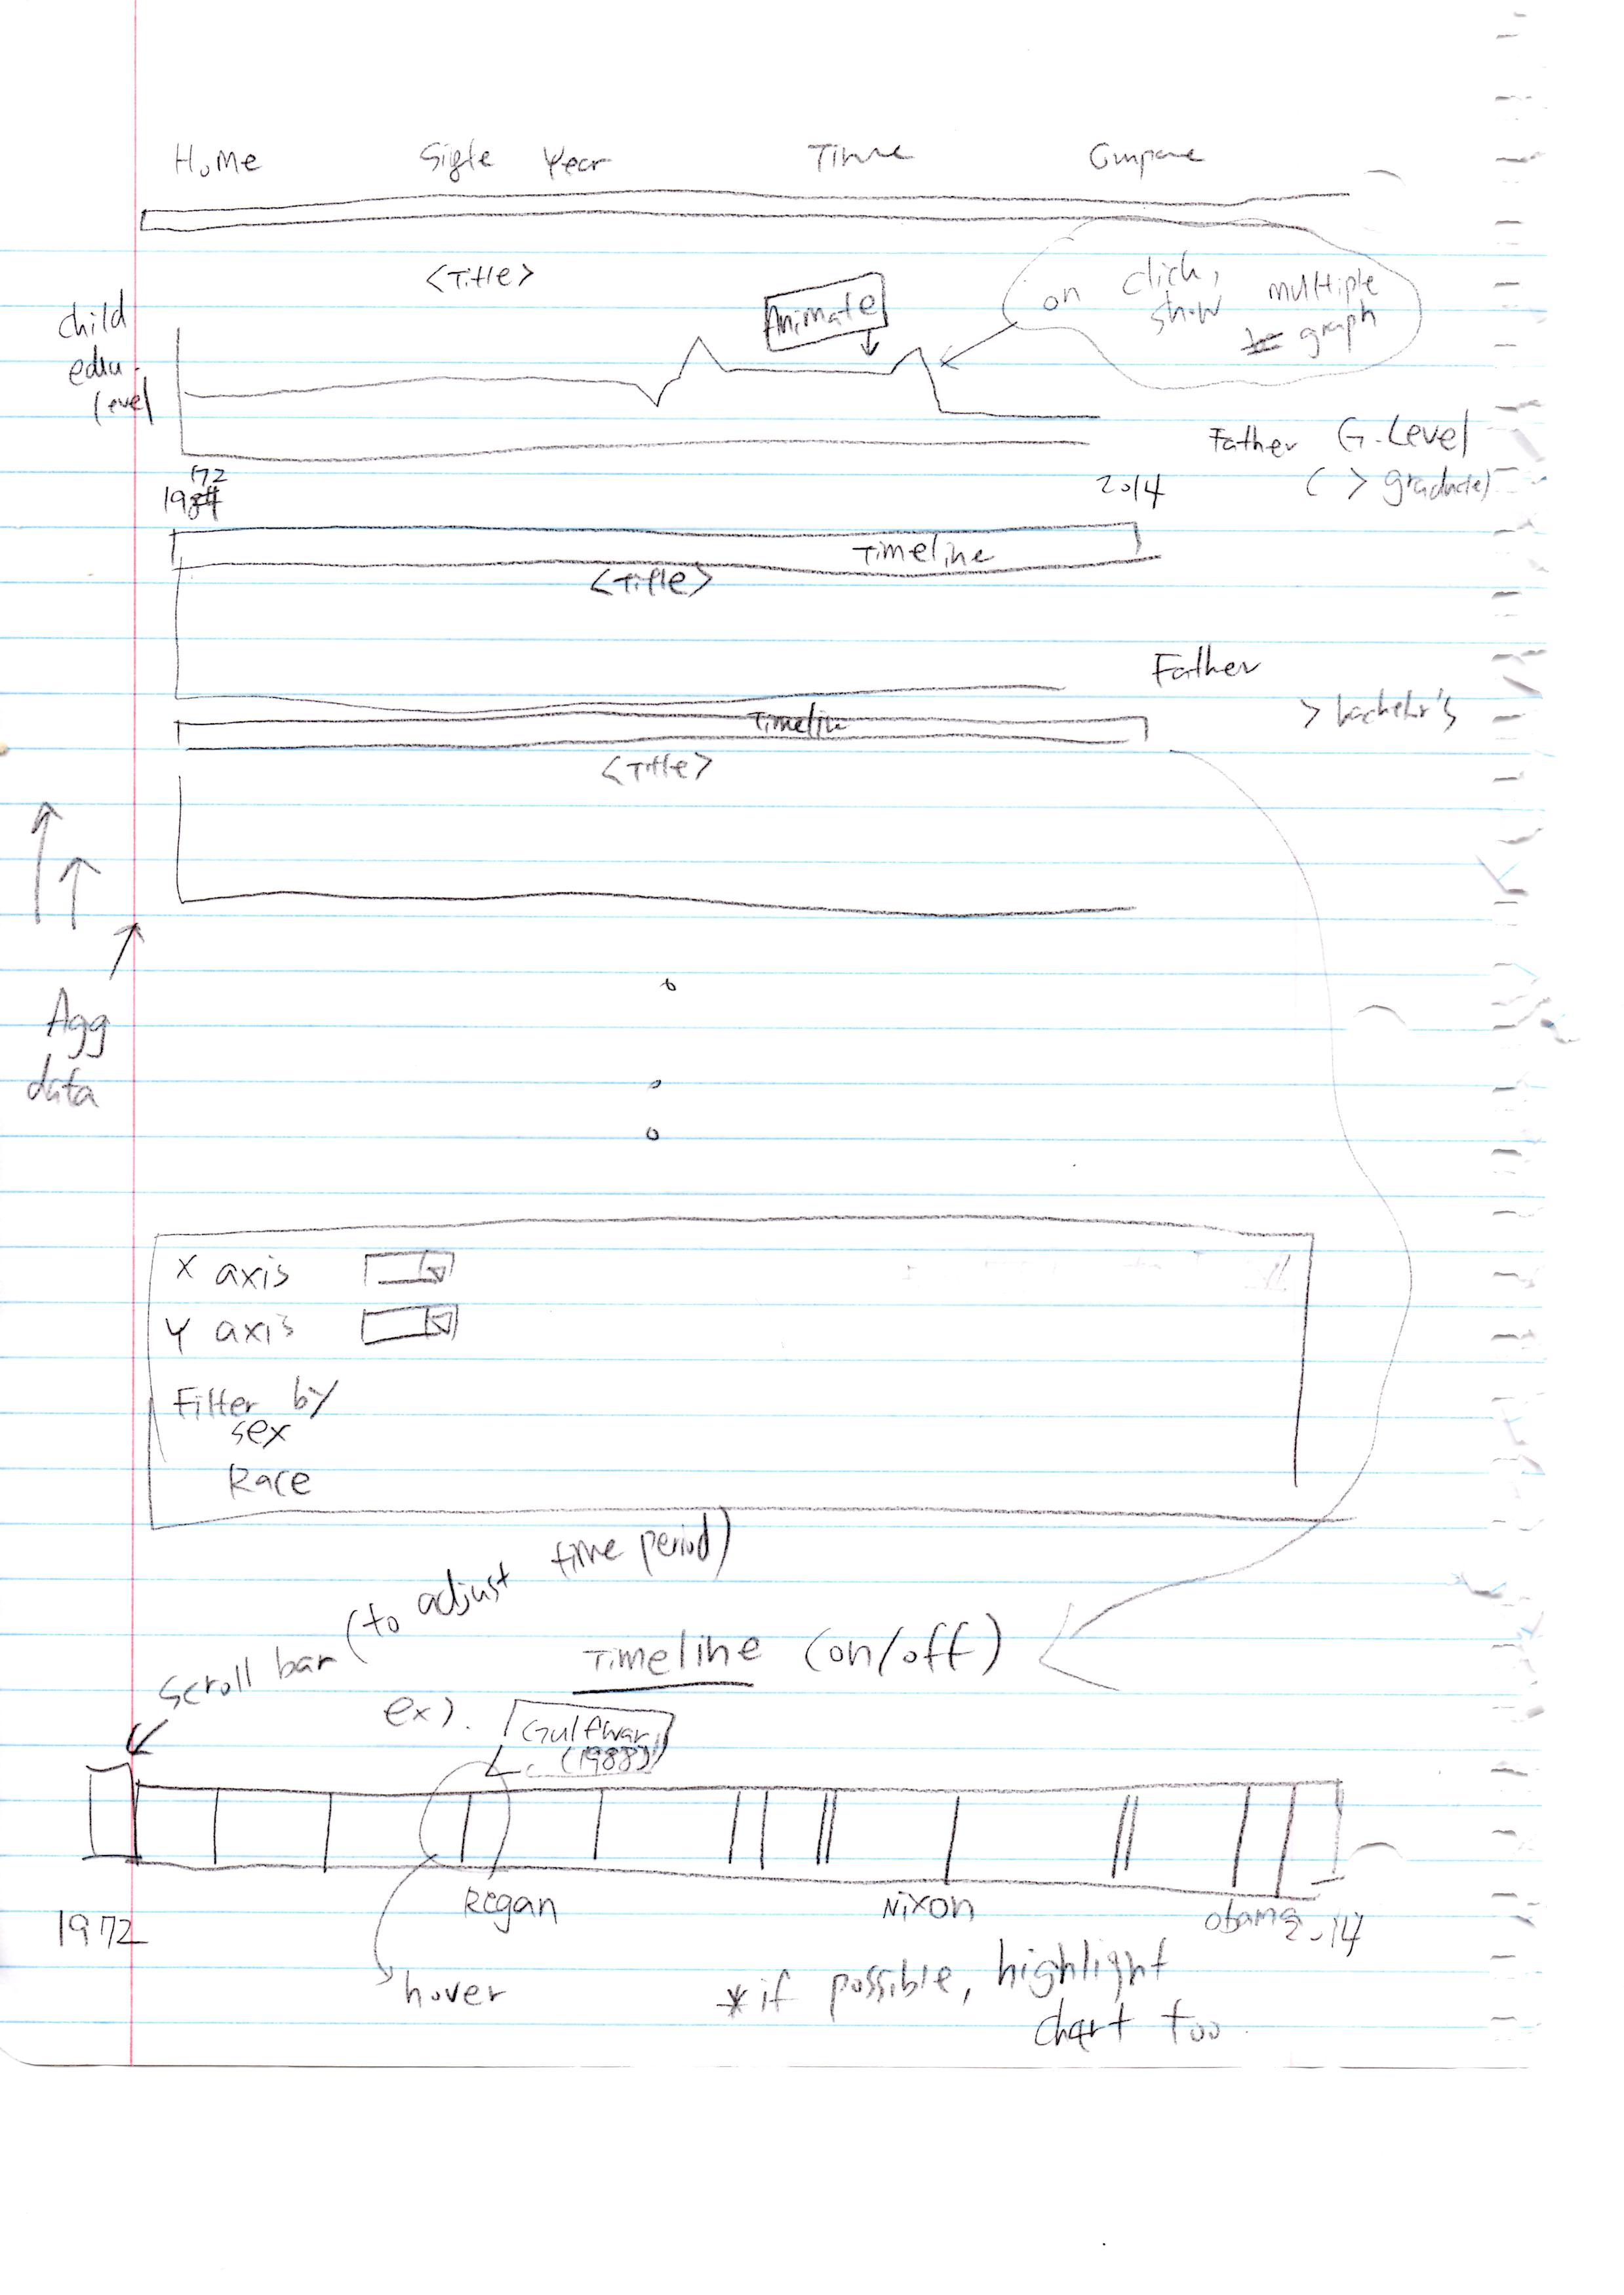 Home Sigle Year Time Compare
<Title>
Animate
on click,
show multiple
graph
child
edu.
level
Father G.Level
( > graduate)
'72
1984
2014
Timeline
<Title>
Father
> bachelor's
Timelin
<Title>
Agg
data
X axis
Y axis
Filter by
sex
Race
scroll bar (to adjust time period)
Timeline (on/off)
ex).
Gulf war
(1988)
Regan Nixon Obama
1972 2014
hover
*if possible, highlight
chart too